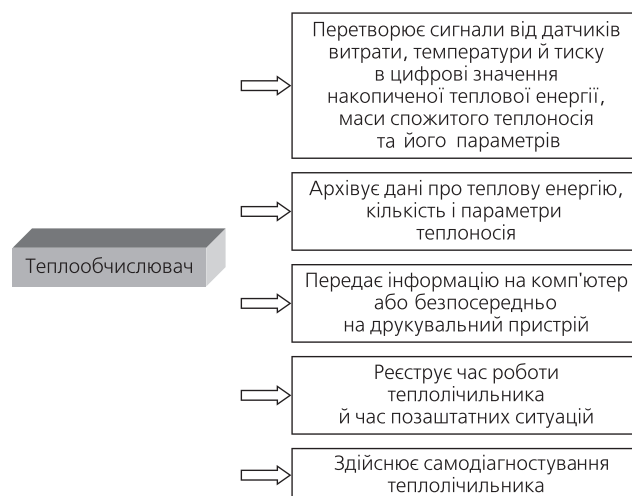 Перетворює сигнали від датчиків
витрати, температури й тиску
в цифрові значення
накопиченої теплової енергії,
маси спожитого теплоносія
та його параметрів
Архівує дані про теплову енергію,
кількість і параметри
теплоносія
Теплообчислювач
Передає інформацію на комп'ютер
або безпосередньо
на друкувальний пристрій
Реєструє час роботи
теплолічильника
й час позаштатних ситуацій
Здійснює самодіагностування
теплолічильника